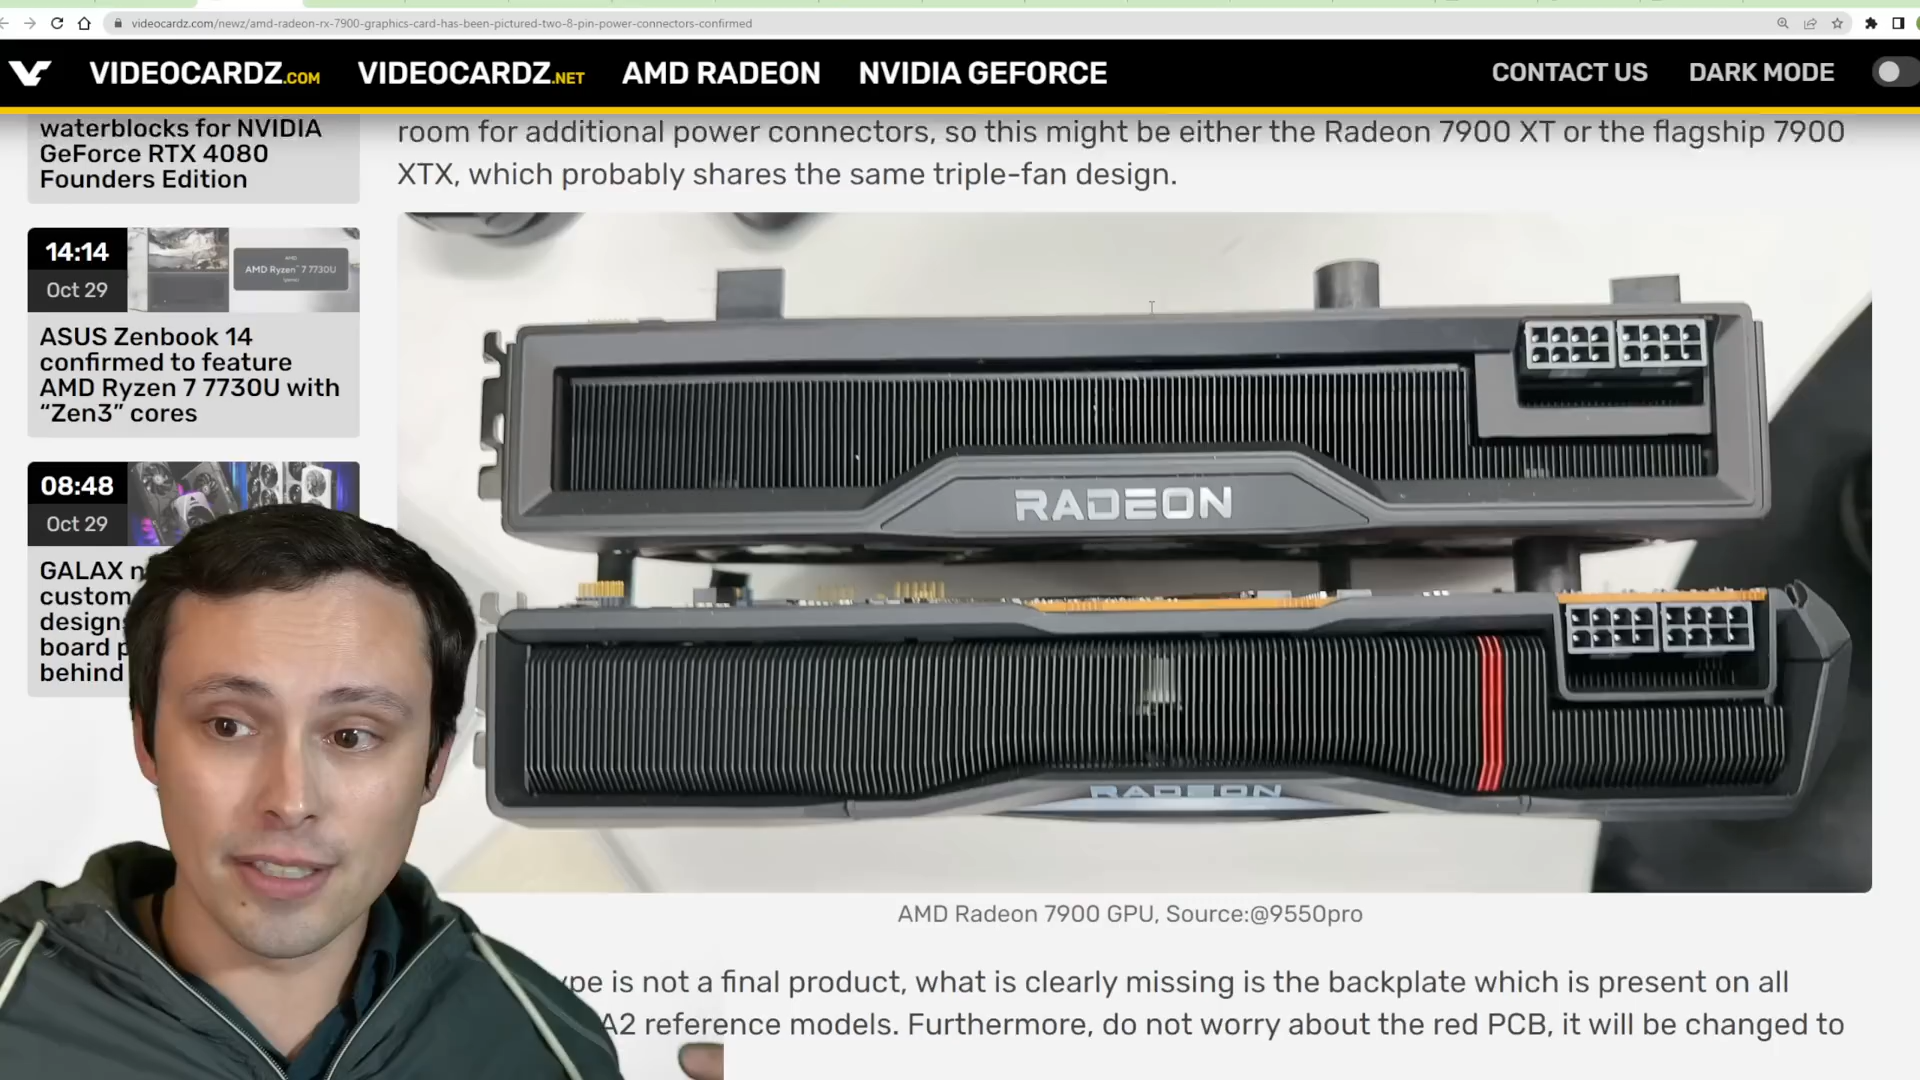 videocardz.com/newz/amd-radeon-rx-7900-graphics-card-has-been-pictured-two-8-pin-power-connectors-confirmed
VIDEOCARDZ.COM VIDEOCARDZ.NET AMD RADEON NVIDIA GEFORCE CONTACT US DARK MODE
waterblocks for NVIDIA
GeForce RTX 4080
Founders Edition
14:14
Oct 29
AMD
AMD Ryzen™ 7 7730U
ASUS Zenbook 14
confirmed to feature
AMD Ryzen 7 7730U with
“Zen3” cores
08:48
Oct 29
GALAX
custom
design
board
behind
room for additional power connectors, so this might be either the Radeon 7900 XT or the flagship 7900
XTX, which probably shares the same triple-fan design.
RADEON
RADEON
AMD Radeon 7900 GPU, Source:@9550pro
ype is not a final product, what is clearly missing is the backplate which is present on all
A2 reference models. Furthermore, do not worry about the red PCB, it will be changed to